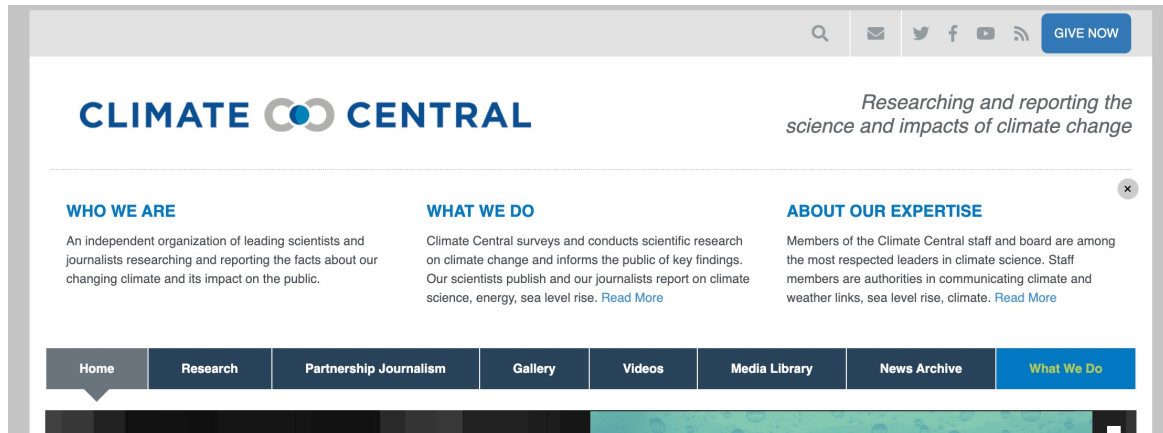 GIVE NOW
CLIMATE CENTRAL
Researching and reporting the
science and impacts of climate change
WHO WE ARE
An independent organization of leading scientists and
journalists researching and reporting the facts about our
changing climate and its impact on the public.
WHAT WE DO
Climate Central surveys and conducts scientific research
on climate change and informs the public of key findings.
Our scientists publish and our journalists report on climate
science, energy, sea level rise. Read More
ABOUT OUR EXPERTISE
Members of the Climate Central staff and board are among
the most respected leaders in climate science. Staff
members are authorities in communicating climate and
weather links, sea level rise, climate. Read More
Home Research Partnership Journalism Gallery Videos Media Library News Archive What We Do